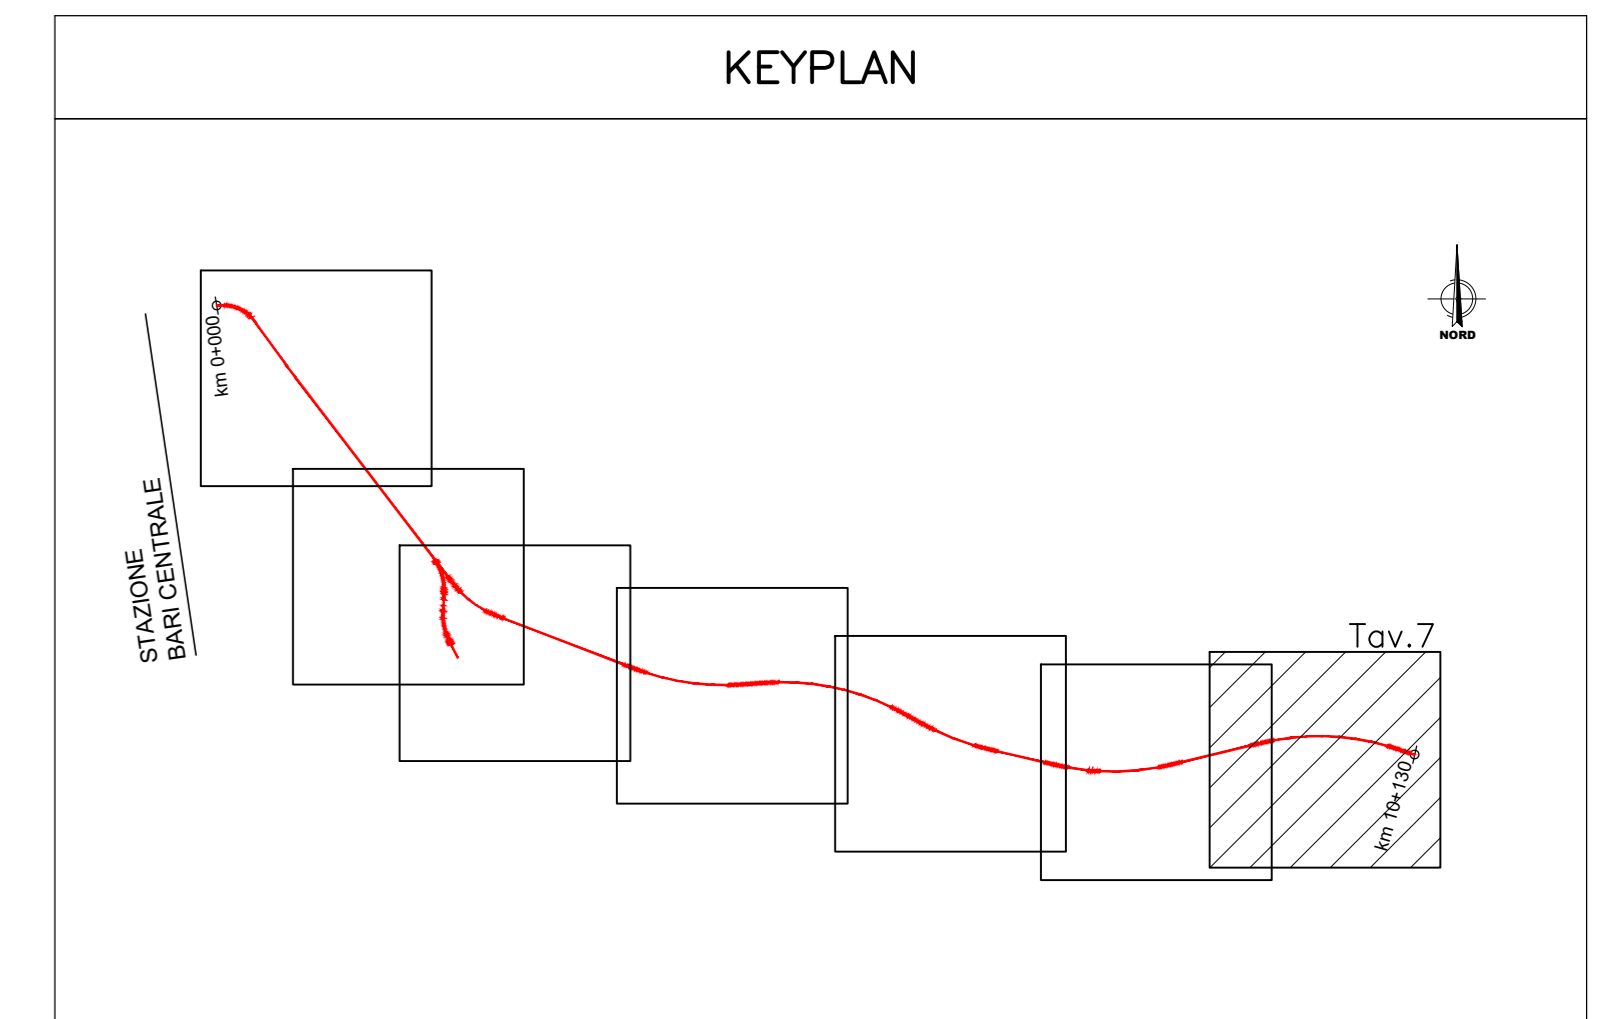 KEYPLAN
km 0+000
NORD
STAZIONE
BARI CENTRALE
Tav.7
km 10+130